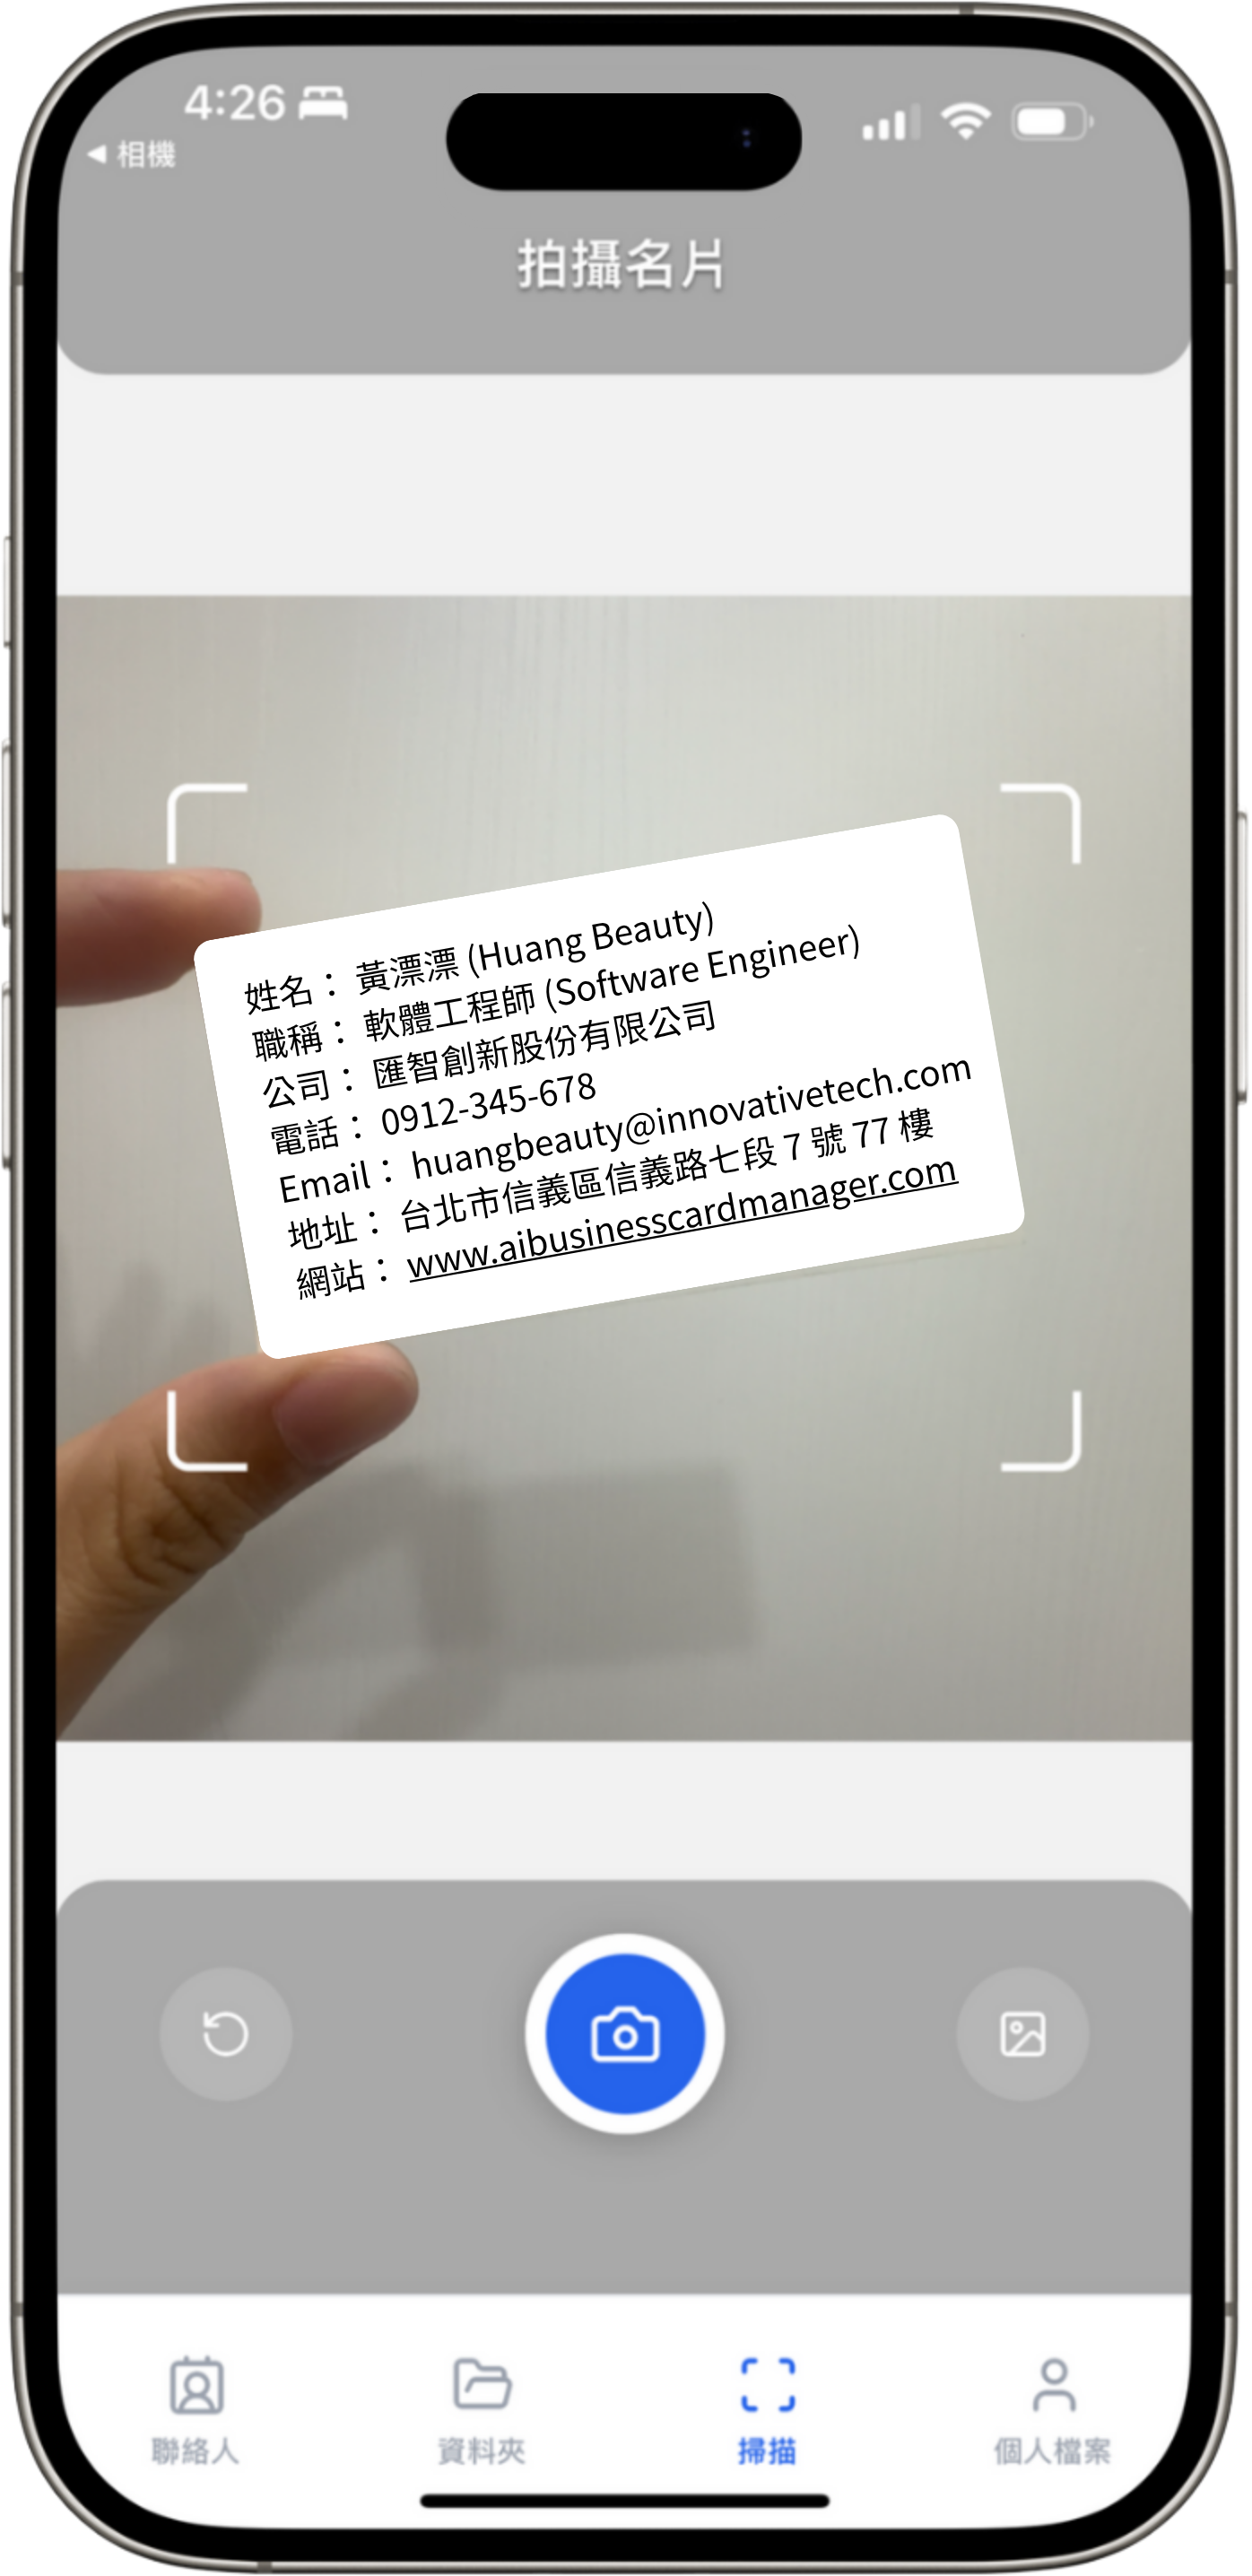 4:26
◀ 相機
拍攝名片
姓名： 黃漂漂 (Huang Beauty)
職稱： 軟體工程師 (Software Engineer)
公司： 匯智創新股份有限公司
電話： 0912-345-678
Email： huangbeauty@innovativetech.com
地址： 台北市信義區信義路七段 7 號 77 樓
網站： www.aibusinesscardmanager.com
聯絡人
資料夾
掃描
個人檔案